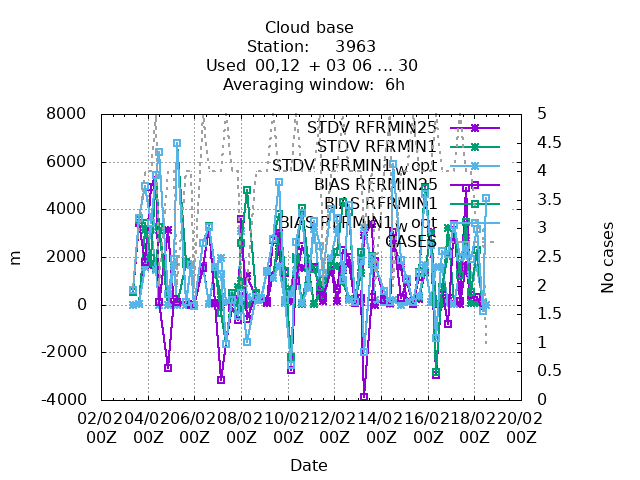 Cloud base
Station: 3963
Used 00,12 + 03 06 ... 30
Averaging window: 6h
8000
6000
4000
2000
0
-2000
-4000
m
5
4.5
4
3.5
3
2.5
2
1.5
1
0.5
0
No cases
STDV RFRMIN25
STDV RFRMIN1
STDV RFRMIN1_w_opt
BIAS RFRMIN25
BIAS RFRMIN1
BIAS RFRMIN1_w_opt
CASES
02/02 04/02 06/02 08/02 10/02 12/02 14/02 16/02 18/02 20/02
00Z 00Z 00Z 00Z 00Z 00Z 00Z 00Z 00Z 00Z
Date